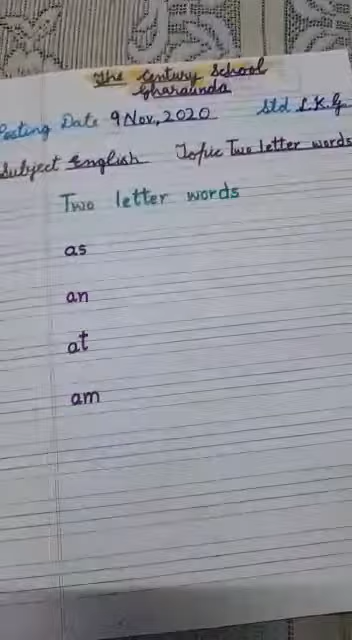 The Century School
Gharaunda
Posting Date 9 Nov, 2020 Std L.K.G
Subject English Topic Two letter words
Two letter words
as
an
at
am